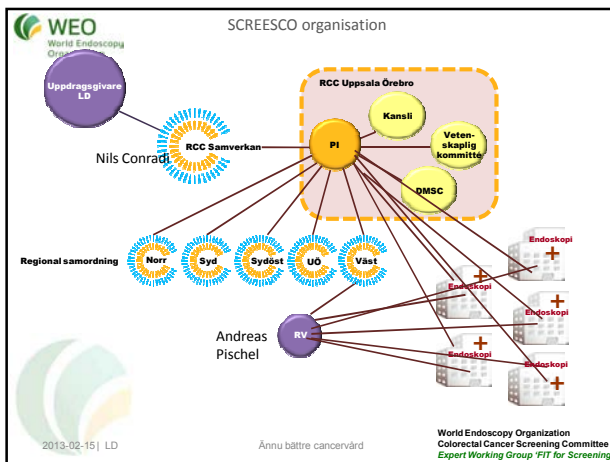 WEO
World Endoscopy
SCREESCO organisation
Uppdragsgivare
LD
RCC Uppsala Örebro
Kansli
Nils Conradi
RCC Samverkan
PI
Veten-
skaplig
kommitté
DMSC
Regional samordning
Norr
Syd
Sydöst
UÖ
Väst
Endoskopi
Endoskopi
Endoskopi
Endoskopi
Endoskopi
Andreas
Pischel
RV
2013-02-15| LD
Ännu bättre cancervård
World Endoscopy Organization
Colorectal Cancer Screening Committee
Expert Working Group 'FIT for Screening